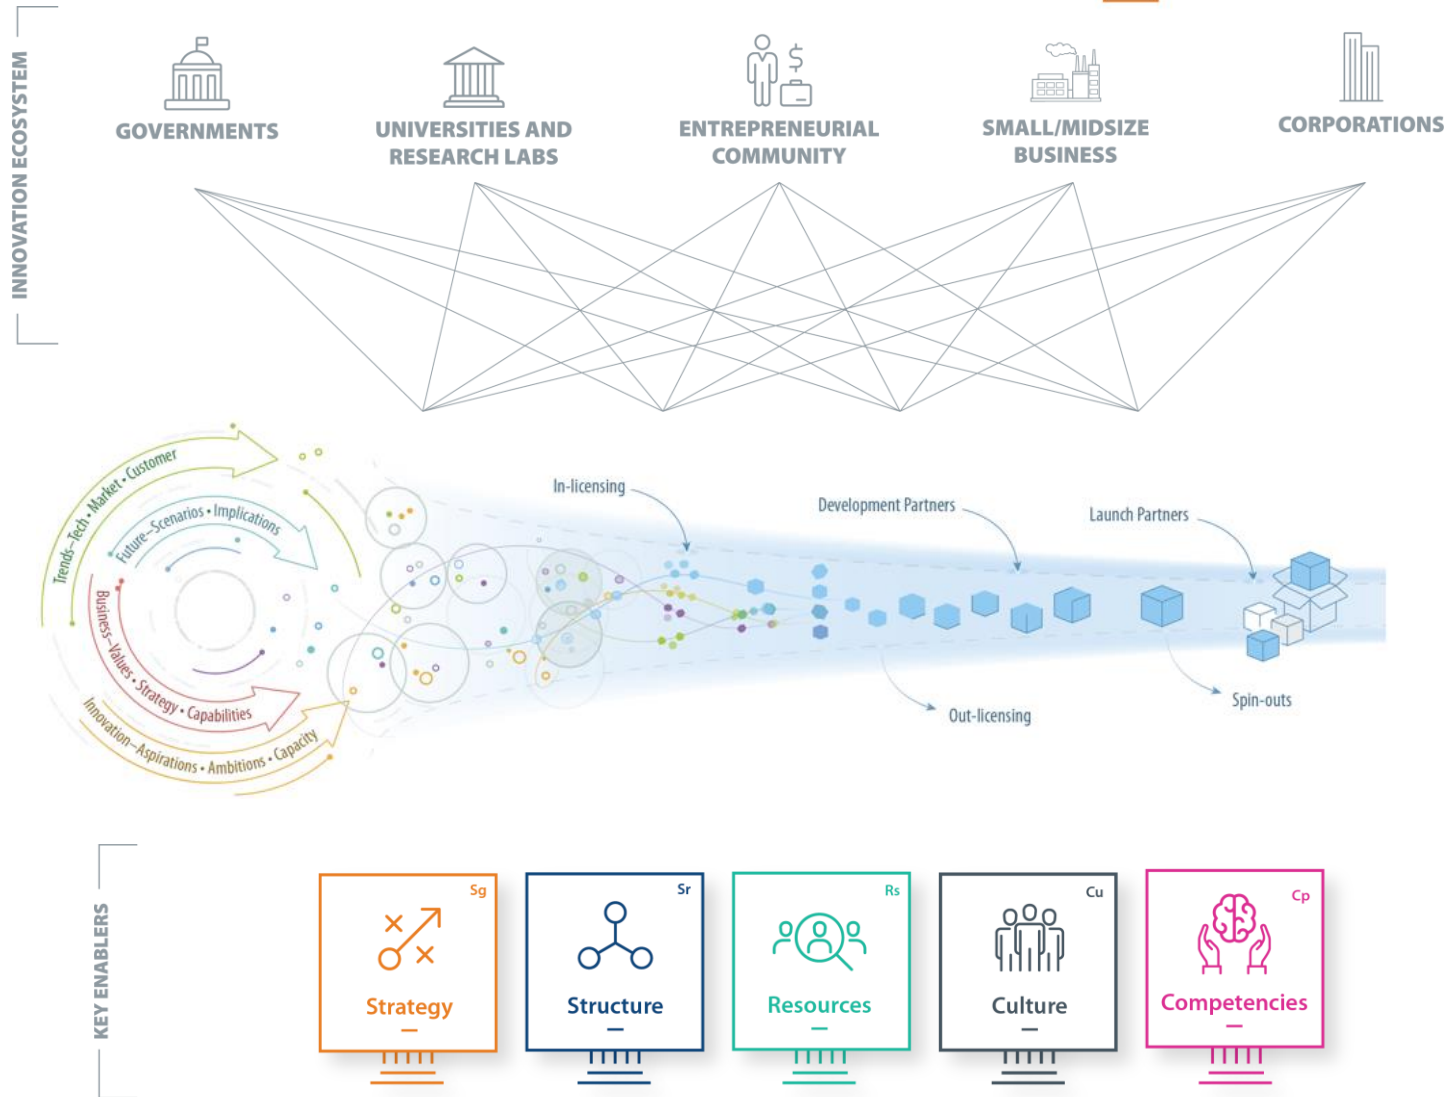 INNOVATION ECOSYSTEM
GOVERNMENTS
UNIVERSITIES AND
RESEARCH LABS
ENTREPRENEURIAL
COMMUNITY
SMALL/MIDSIZE
BUSINESS
CORPORATIONS
$
Trends–Tech • Market • Customer
Future–Scenarios • Implications
Business–Values • Strategy • Capabilities
Innovation–Aspirations • Ambitions • Capacity
In-licensing
Development Partners
Launch Partners
Out-licensing
Spin-outs
KEY ENABLERS
Sg
Strategy
Sr
Structure
Rs
Resources
Cu
Culture
Cp
Competencies